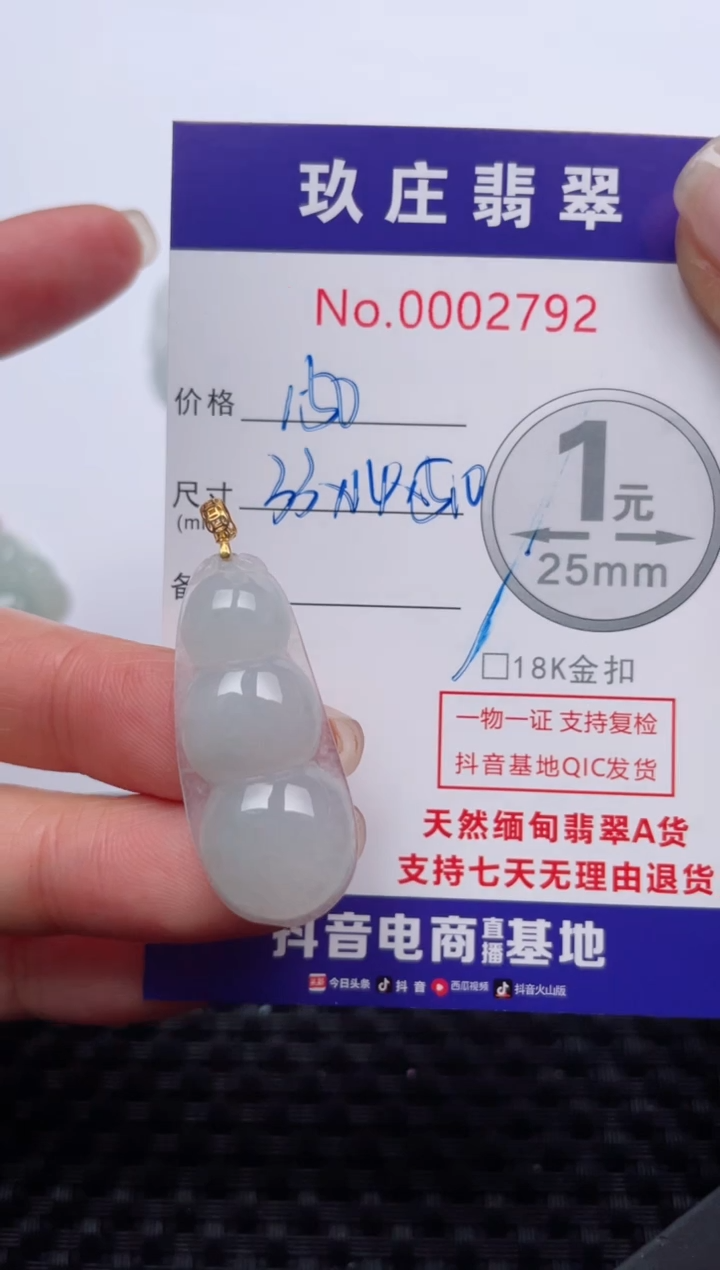 玖庄翡翠
No.0002792
价格 150
尺寸
(m
备
1元
25mm
□18K金扣
一物一证 支持复检
抖音基地QIC发货
天然缅甸翡翠A货
支持七天无理由退货
抖音电商直播基地
今日头条 抖音 西瓜视频 抖音火山版